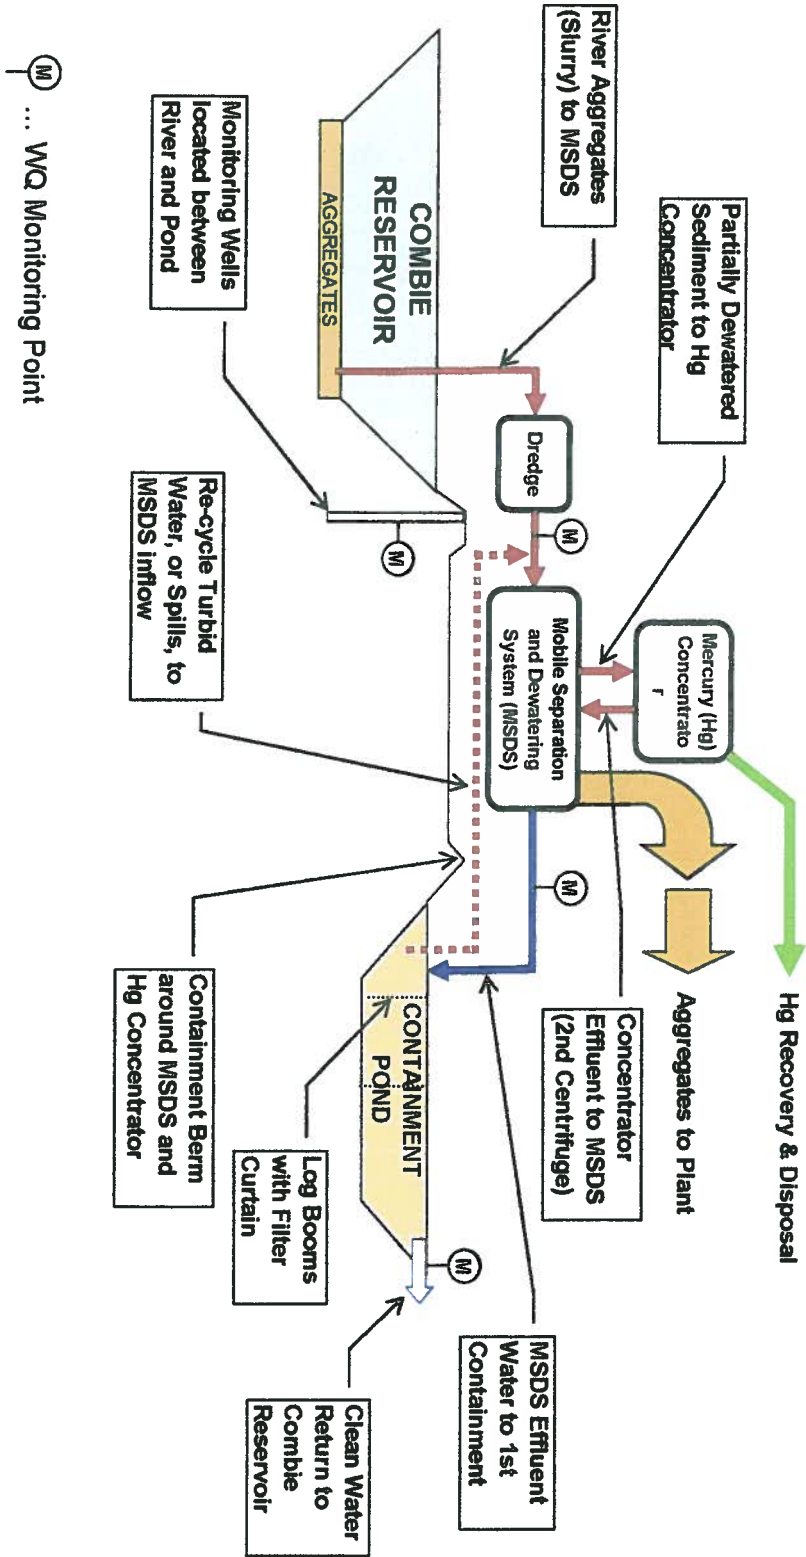 Hg Recovery & Disposal
Aggregates to Plant
Partially Dewatered
Sediment to Hg
Concentrator
Mercury (Hg)
Concentrato
r
Concentrator
Effluent to MSDS
(2nd Centrifuge)
River Aggregates
(Slurry) to MSDS
Dredge
M
Mobile Separation
and Dewatering
System (MSDS)
M
MSDS Effluent
Water to 1st
Containment
COMBIE
RESERVOIR
AGGREGATES
M
CONTAINMENT
POND
M
Monitoring Wells
located between
River and Pond
Re-cycle Turbid
Water, or Spills, to
MSDS inflow
Containment Berm
around MSDS and
Hg Concentrator
Log Booms
with Filter
Curtain
Clean Water
Return to
Combie
Reservoir
M ... WQ Monitoring Point